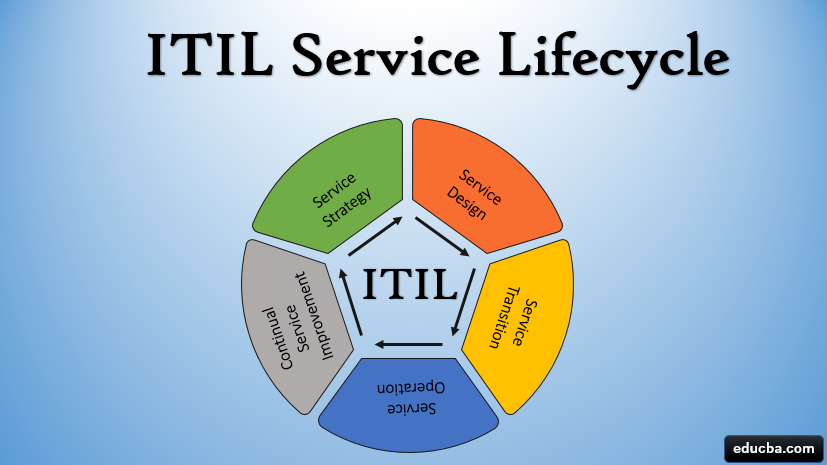 ITIL Service Lifecycle
Service
Strategy
Service
Design
Service
Transition
Service
Operation
Continual
Service
Improvement
ITIL
educba.com